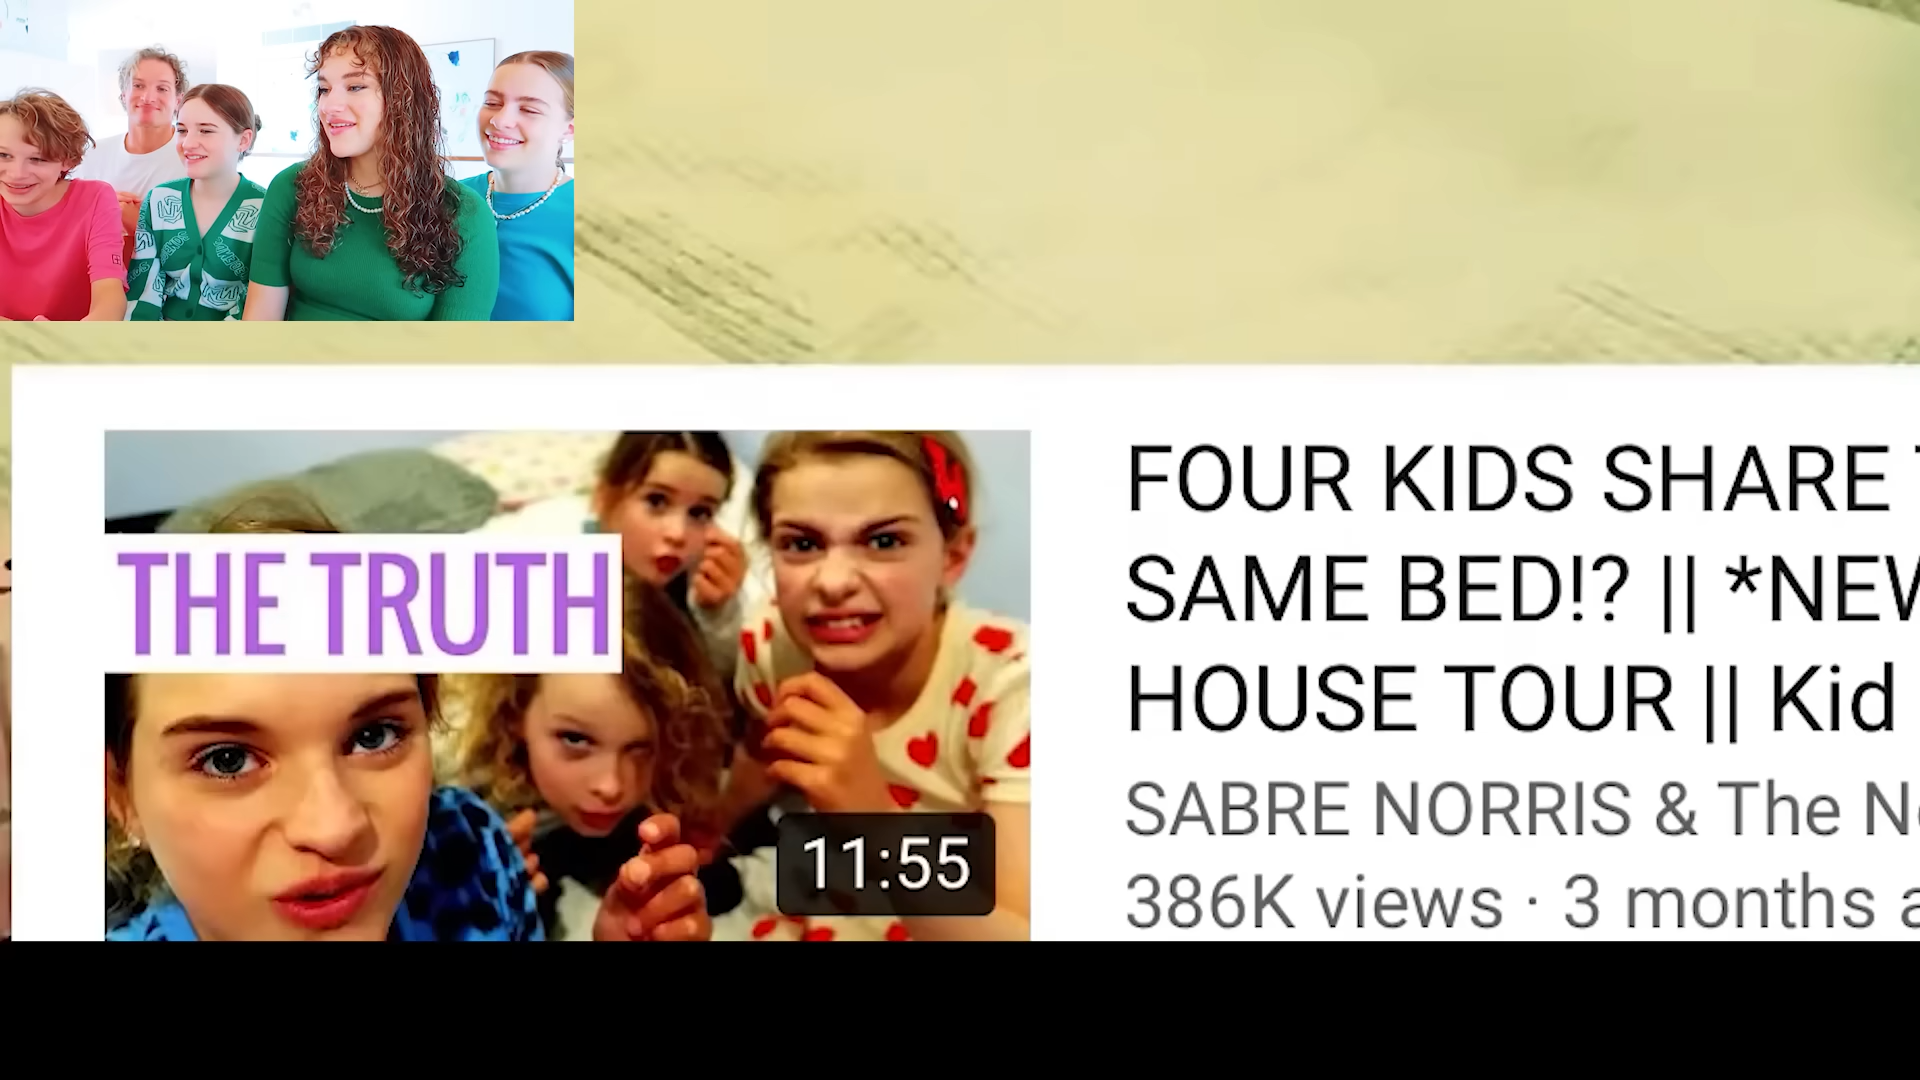 THE TRUTH
11:55
FOUR KIDS SHARE
SAME BED!? || *NEW
HOUSE TOUR || Kid
SABRE NORRIS & The
386K views · 3 months